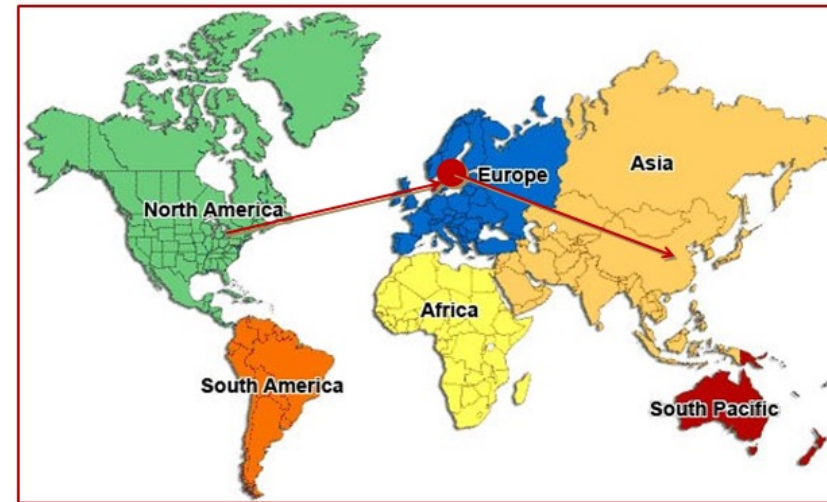 Asia
Europe
North America
Africa
South America
South Pacific